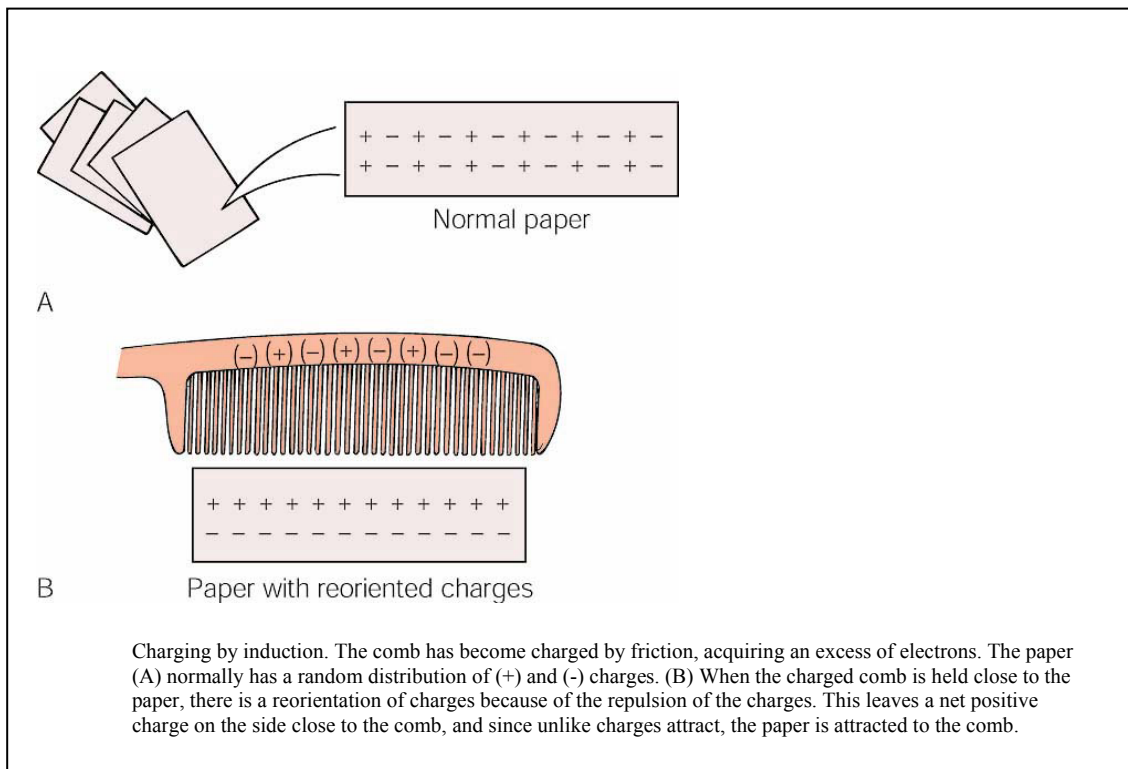 + − + − + − + − + − + −
+ − + − + − + − + − + −
Normal paper
A
(−) (+) (−) (+) (−) (+) (−) (−)
+ + + + + + + + + + + +
− − − − − − − − − − − −
B Paper with reoriented charges
Charging by induction. The comb has become charged by friction, acquiring an excess of electrons. The paper
(A) normally has a random distribution of (+) and (-) charges. (B) When the charged comb is held close to the
paper, there is a reorientation of charges because of the repulsion of the charges. This leaves a net positive
charge on the side close to the comb, and since unlike charges attract, the paper is attracted to the comb.